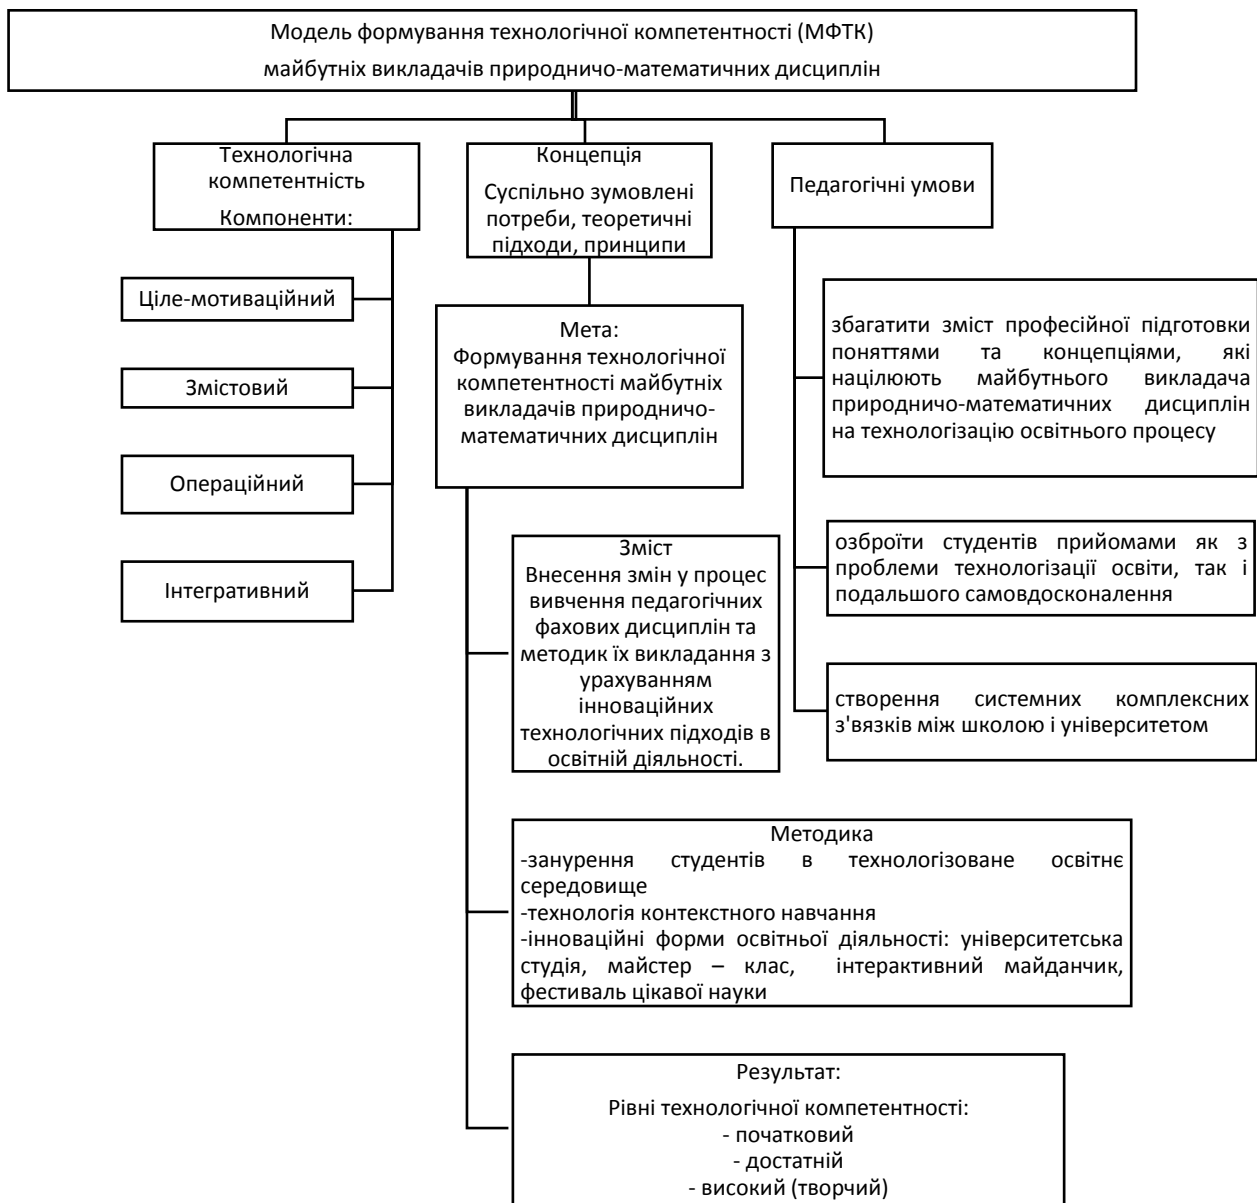 Модель формування технологічної компетентності (МФТК)
майбутніх викладачів природничо-математичних дисциплін
Технологічна
компетентність
Компоненти:
Ціле-мотиваційний
Змістовий
Операційний
Інтегративний
Концепція
Суспільно зумовлені
потреби, теоретичні
підходи, принципи
Мета:
Формування технологічної
компетентності майбутніх
викладачів природничо-
математичних дисциплін
Зміст
Внесення змін у процес
вивчення педагогічних
фахових дисциплін та
методик їх викладання з
урахуванням
інноваційних
технологічних підходів в
освітній діяльності.
Методика
-занурення студентів в технологізоване освітнє
середовище
-технологія контекстного навчання
-інноваційні форми освітньої діяльності: університетська
студія, майстер – клас, інтерактивний майданчик,
фестиваль цікавої науки
Результат:
Рівні технологічної компетентності:
- початковий
- достатній
- високий (творчий)
Педагогічні умови
збагатити зміст професійної підготовки
поняттями та концепціями, які
націлюють майбутнього викладача
природничо-математичних дисциплін
на технологізацію освітнього процесу
озброїти студентів прийомами як з
проблеми технологізації освіти, так і
подальшого самовдосконалення
створення системних комплексних
з'вязків між школою і університетом